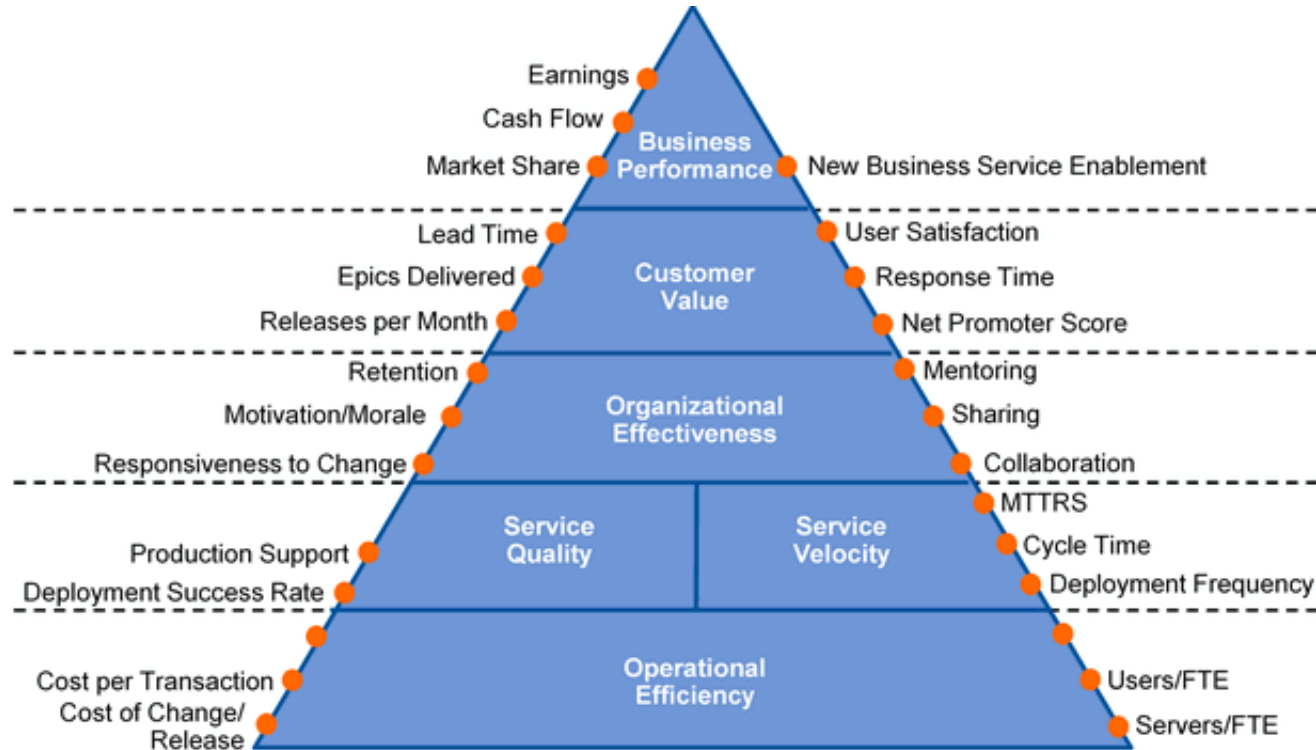 Earnings
Cash Flow
Market Share
Business
Performance
New Business Service Enablement
Lead Time
Epics Delivered
Releases per Month
Customer
Value
User Satisfaction
Response Time
Net Promoter Score
Retention
Motivation/Morale
Responsiveness to Change
Organizational
Effectiveness
Mentoring
Sharing
Collaboration
Production Support
Deployment Success Rate
Service
Quality
Service
Velocity
MTTRS
Cycle Time
Deployment Frequency
Cost per Transaction
Cost of Change/
Release
Operational
Efficiency
Users/FTE
Servers/FTE